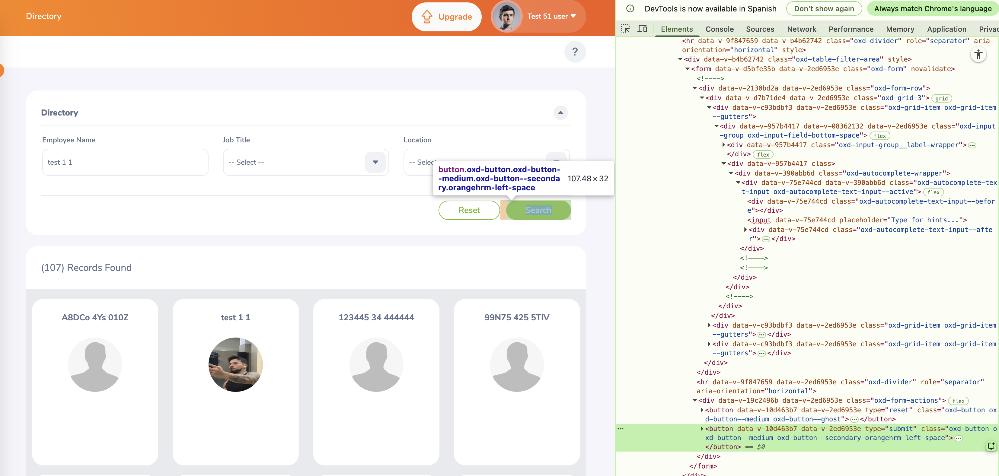 Directory
Upgrade
Test 51 user
?
Directory
Employee Name
Job Title
Location
test 1 1
-- Select --
-- Selec
button.oxd-button.oxd-button-
-medium.oxd-button--seconda
ry.orangehrm-left-space
107.48 × 32
Reset
Search
(107) Records Found
A8DCo 4Ys 010Z
test 1 1
123445 34 444444
99N75 425 5TIV
DevTools is now available in Spanish
Don't show again
Always match Chrome's language
Elements
Console
Sources
Network
Performance
Memory
Application
Privac
<hr data-v-9f847659 data-v-b4b62742 class="oxd-divider" role="separator" aria-
orientation="horizontal" style>
<div data-v-b4b62742 class="oxd-table-filter-area" style>
<form data-v-d5bfe35b data-v-2ed6953e class="oxd-form" novalidate>
<!---->
<div data-v-2130bd2a data-v-2ed6953e class="oxd-form-row">
<div data-v-d7b71de4 data-v-2ed6953e class="oxd-grid-3"> grid
<div data-v-c93bdbf3 data-v-2ed6953e class="oxd-grid-item oxd-grid-item
--gutters">
<div data-v-957b4417 data-v-08362132 data-v-2ed6953e class="oxd-input
-group oxd-input-field-bottom-space"> flex
<div data-v-957b4417 class="oxd-input-group__label-wrapper"> …
</div> flex
<div data-v-957b4417 class>
<div data-v-390abb6d class="oxd-autocomplete-wrapper">
<div data-v-75e744cd data-v-390abb6d class="oxd-autocomplete-tex
t-input oxd-autocomplete-text-input--active"> flex
<div data-v-75e744cd class="oxd-autocomplete-text-input--befor
e"></div>
<input data-v-75e744cd placeholder="Type for hints...">
<div data-v-75e744cd class="oxd-autocomplete-text-input--afte
r"> … </div>
</div>
<!---->
<!---->
</div>
</div>
<!---->
</div>
</div>
<div data-v-c93bdbf3 data-v-2ed6953e class="oxd-grid-item oxd-grid-item
--gutters"> … </div>
<div data-v-c93bdbf3 data-v-2ed6953e class="oxd-grid-item oxd-grid-item
--gutters"> … </div>
</div>
</div>
<hr data-v-9f847659 data-v-2ed6953e class="oxd-divider" role="separator"
aria-orientation="horizontal">
<div data-v-19c2496b data-v-2ed6953e class="oxd-form-actions"> flex
<button data-v-10d463b7 data-v-2ed6953e type="reset" class="oxd-button ox
d-button--medium oxd-button--ghost"> … </button>
<button data-v-10d463b7 data-v-2ed6953e type="submit" class="oxd-button o
xd-button--medium oxd-button--secondary orangehrm-left-space"> …
</button> == $0
</div>
</form>
</div>